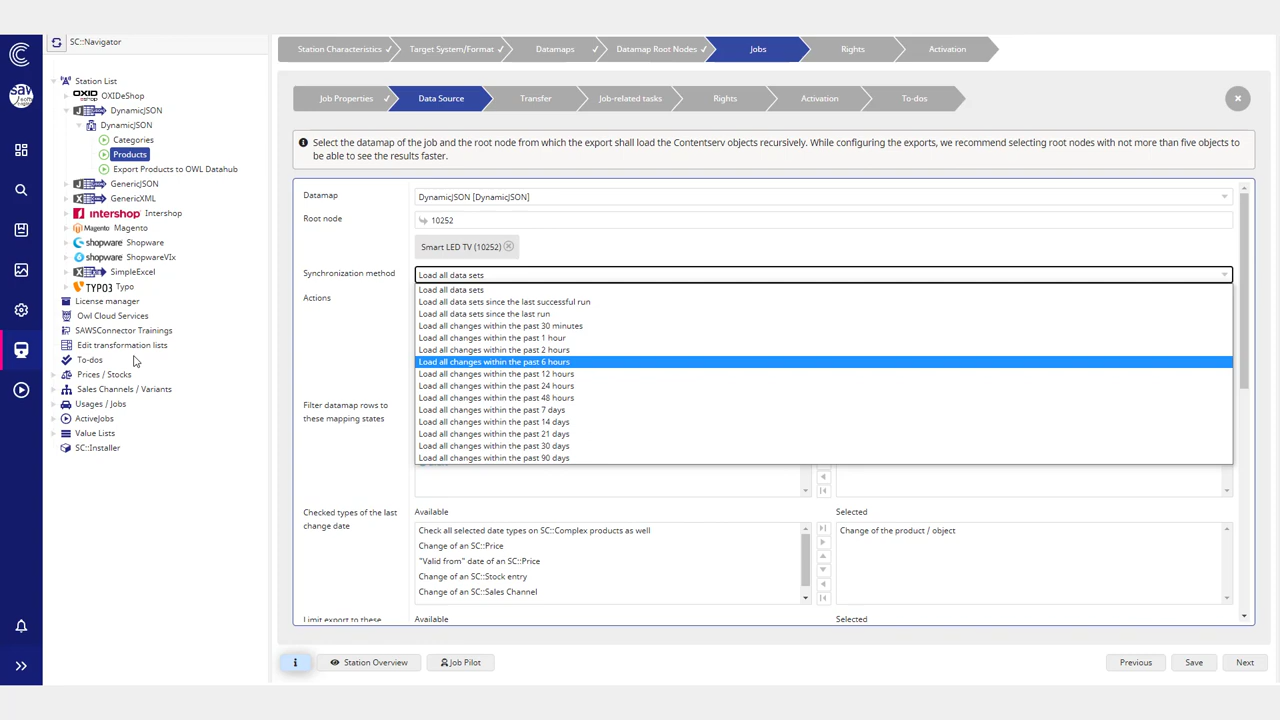 SC::Navigator
Station List
OXID eshop OXIDeShop
J DynamicJSON
DynamicJSON
Categories
Products
Export Products to OWL Datahub
J GenericJSON
X GenericXML
intershop Intershop
Magento Magento
shopware Shopware
shopware ShopwareVIx
X SimpleExcel
TYPO3 Typo
License manager
Owl Cloud Services
SAWSConnector Trainings
Edit transformation lists
To-dos
Prices / Stocks
Sales Channels / Variants
Usages / Jobs
ActiveJobs
Value Lists
SC::Installer
Station Characteristics ✓
Target System/Format ✓
Datamaps ✓
Datamap Root Nodes ✓
Jobs
Rights
Activation
Job Properties ✓
Data Source
Transfer
Job-related tasks
Rights
Activation
To-dos
Select the datamap of the job and the root node from which the export shall load the Contentserv objects recursively. While configuring the exports, we recommend selecting root nodes with not more than five objects to
be able to see the results faster.
Datamap
DynamicJSON [DynamicJSON]
Root node
10252
Smart LED TV (10252)
Synchronization method
Load all data sets
Actions
Load all data sets
Load all data sets since the last successful run
Load all data sets since the last run
Load all changes within the past 30 minutes
Load all changes within the past 1 hour
Load all changes within the past 2 hours
Load all changes within the past 6 hours
Load all changes within the past 12 hours
Load all changes within the past 24 hours
Load all changes within the past 48 hours
Load all changes within the past 7 days
Load all changes within the past 14 days
Load all changes within the past 21 days
Load all changes within the past 30 days
Load all changes within the past 90 days
Filter datamap rows to
these mapping states
Checked types of the last
change date
Available
Selected
Check all selected date types on SC::Complex products as well
Change of an SC::Price
"Valid from" date of an SC::Price
Change of an SC::Stock entry
Change of an SC::Sales Channel
Change of the product / object
Limit export to these
Available
Selected
i
Station Overview
Job Pilot
Previous
Save
Next